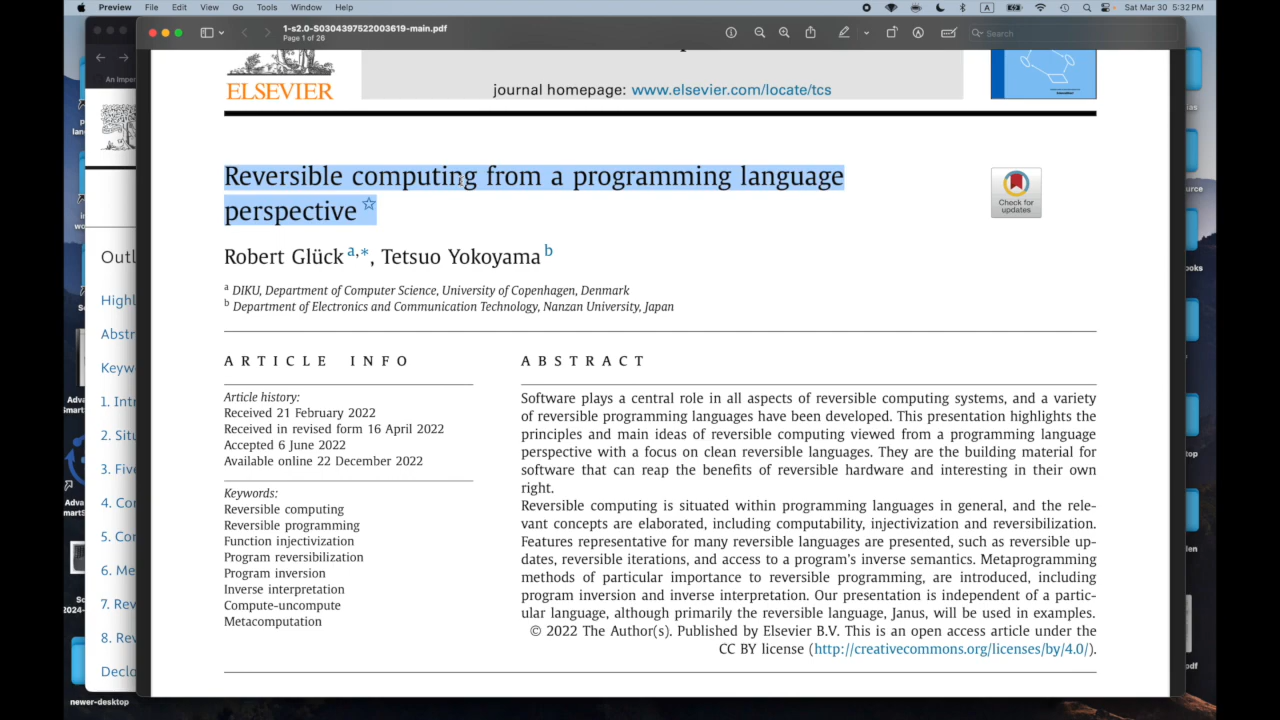 Preview File Edit View Go Tools Window Help
A
Sat Mar 30 5:32 PM
1-s2.0-S0304397522003619-main.pdf
Page 1 of 26
Search
An Imper
ELSEVIER
journal homepage: www.elsevier.com/locate/tcs
Reversible computing from a programming language
perspective ☆
Check for
updates
Robert Glück a,*, Tetsuo Yokoyama b
a DIKU, Department of Computer Science, University of Copenhagen, Denmark
b Department of Electronics and Communication Technology, Nanzan University, Japan
ARTICLE INFO
Article history:
Received 21 February 2022
Received in revised form 16 April 2022
Accepted 6 June 2022
Available online 22 December 2022
Keywords:
Reversible computing
Reversible programming
Function injectivization
Program reversibilization
Program inversion
Inverse interpretation
Compute-uncompute
Metacomputation
ABSTRACT
Software plays a central role in all aspects of reversible computing systems, and a variety
of reversible programming languages have been developed. This presentation highlights the
principles and main ideas of reversible computing viewed from a programming language
perspective with a focus on clean reversible languages. They are the building material for
software that can reap the benefits of reversible hardware and interesting in their own
right.
Reversible computing is situated within programming languages in general, and the rele-
vant concepts are elaborated, including computability, injectivization and reversibilization.
Features representative for many reversible languages are presented, such as reversible up-
dates, reversible iterations, and access to a program's inverse semantics. Metaprogramming
methods of particular importance to reversible programming, are introduced, including
program inversion and inverse interpretation. Our presentation is independent of a partic-
ular language, although primarily the reversible language, Janus, will be used in examples.
© 2022 The Author(s). Published by Elsevier B.V. This is an open access article under the
CC BY license (http://creativecommons.org/licenses/by/4.0/).
Outl
Highl
Abstr
Keyw
1. Intr
2. Situ
3. Five
4. Cor
5. Cor
6. Me
7. Rev
8. Rev
Declo
newer-desktop